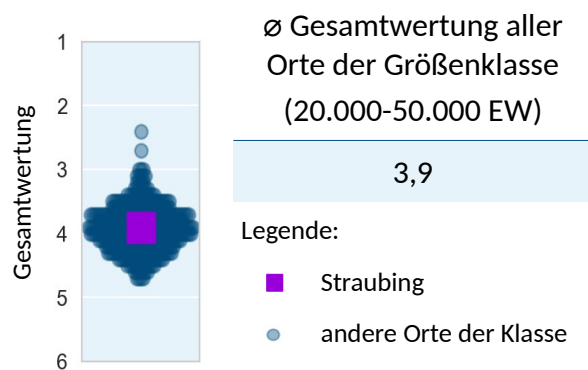 ø Gesamtwertung aller
Orte der Größenklasse
(20.000-50.000 EW)
3,9
Gesamtwertung
1
2
3
4
5
6
Legende:
Straubing
andere Orte der Klasse